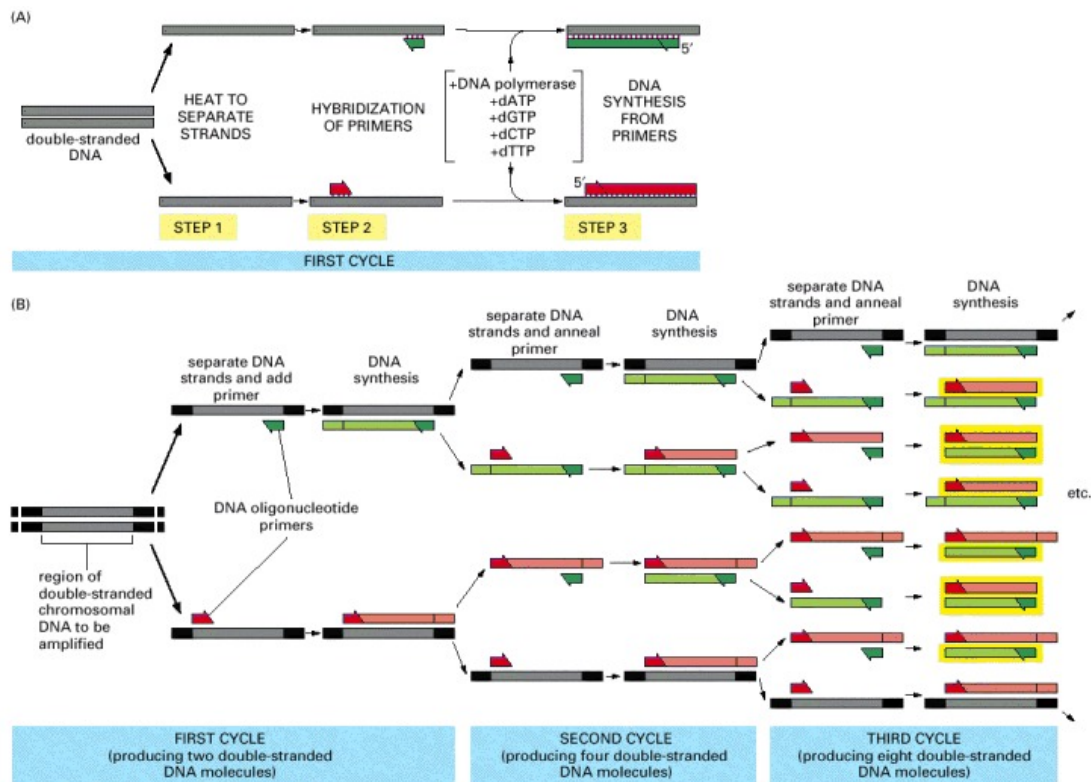 (A)
HEAT TO
SEPARATE
STRANDS
HYBRIDIZATION
OF PRIMERS
+DNA polymerase
+dATP
+dGTP
+dCTP
+dTTP
DNA
SYNTHESIS
FROM
PRIMERS
5′
double-stranded
DNA
5′
STEP 1
STEP 2
STEP 3
FIRST CYCLE
(B)
separate DNA
strands and add
primer
DNA
synthesis
separate DNA
strands and anneal
primer
DNA
synthesis
separate DNA
strands and anneal
primer
DNA
synthesis
DNA oligonucleotide
primers
region of
double-stranded
chromosomal
DNA to be
amplified
etc.
FIRST CYCLE
(producing two double-stranded
DNA molecules)
SECOND CYCLE
(producing four double-stranded
DNA molecules)
THIRD CYCLE
(producing eight double-stranded
DNA molecules)